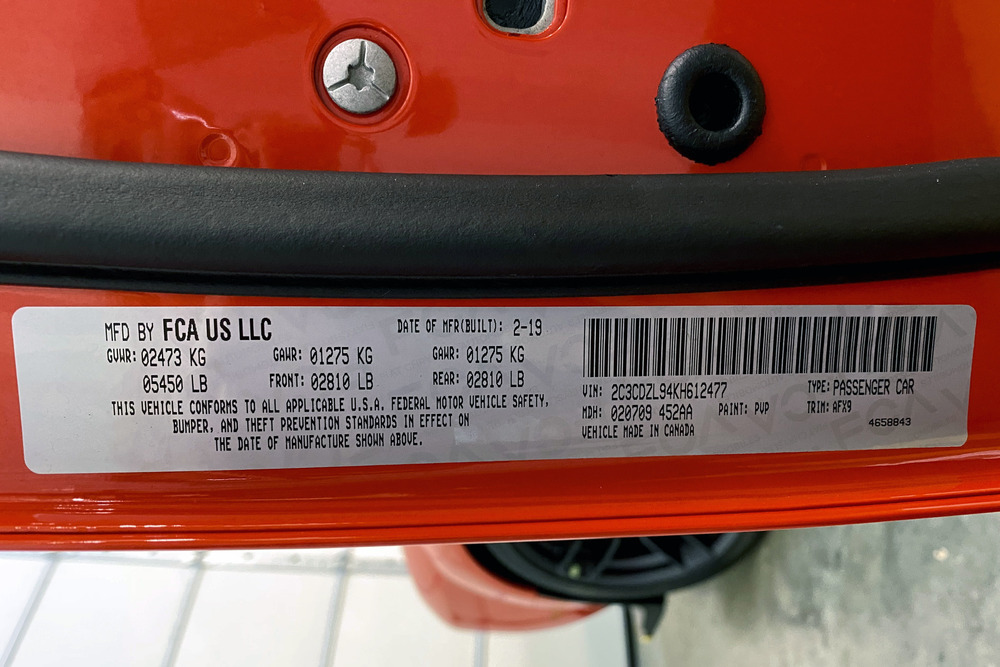 MFD BY FCA US LLC
DATE OF MFR(BUILT): 2-19
GVWR: 02473 KG GAWR: 01275 KG GAWR: 01275 KG
05450 LB FRONT: 02810 LB REAR: 02810 LB
THIS VEHICLE CONFORMS TO ALL APPLICABLE U.S.A. FEDERAL MOTOR VEHICLE SAFETY,
BUMPER, AND THEFT PREVENTION STANDARDS IN EFFECT ON
THE DATE OF MANUFACTURE SHOWN ABOVE.
VIN: 2C3CDZL94KH612477 TYPE: PASSENGER CAR
MDH: 020709 452AA PAINT: PVP TRIM: AFX9
VEHICLE MADE IN CANADA 4658843